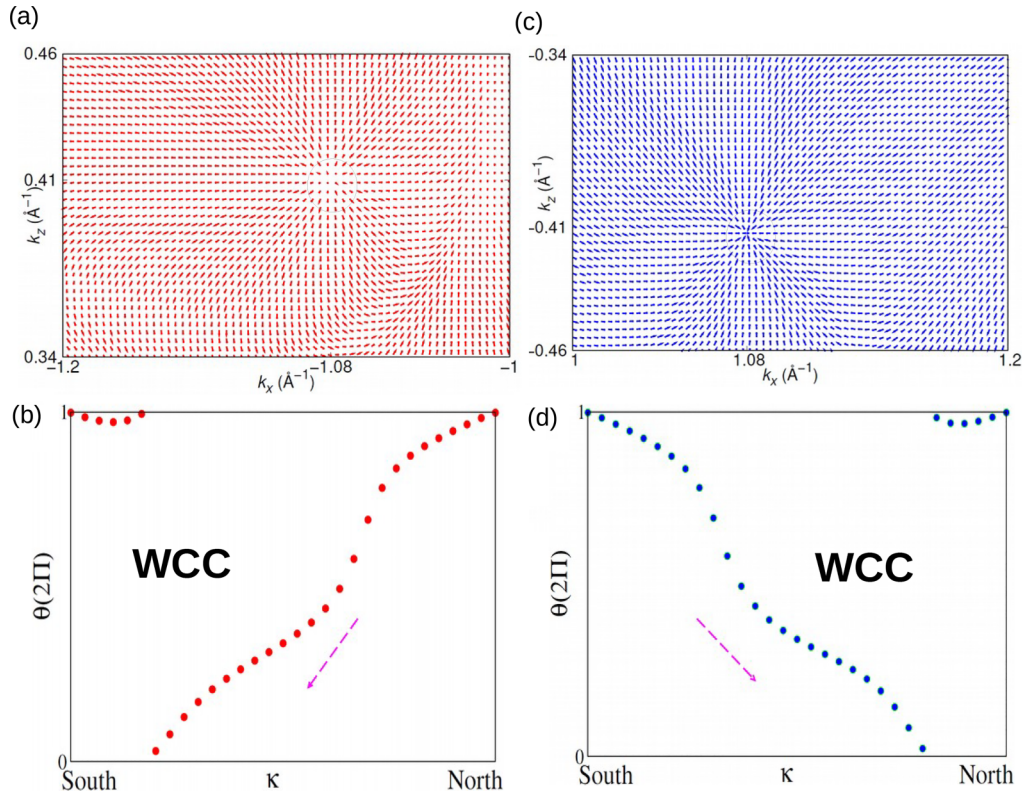 (a)
0.46
0.41
0.34
k_z (Å⁻¹)
-1.2
-1.08
-1
k_x (Å⁻¹)
(c)
-0.34
-0.41
-0.46
k_z (Å⁻¹)
1
1.08
1.2
k_x (Å⁻¹)
(b)
1
0
θ(2Π)
WCC
South
κ
North
(d)
1
0
θ(2Π)
WCC
South
κ
North